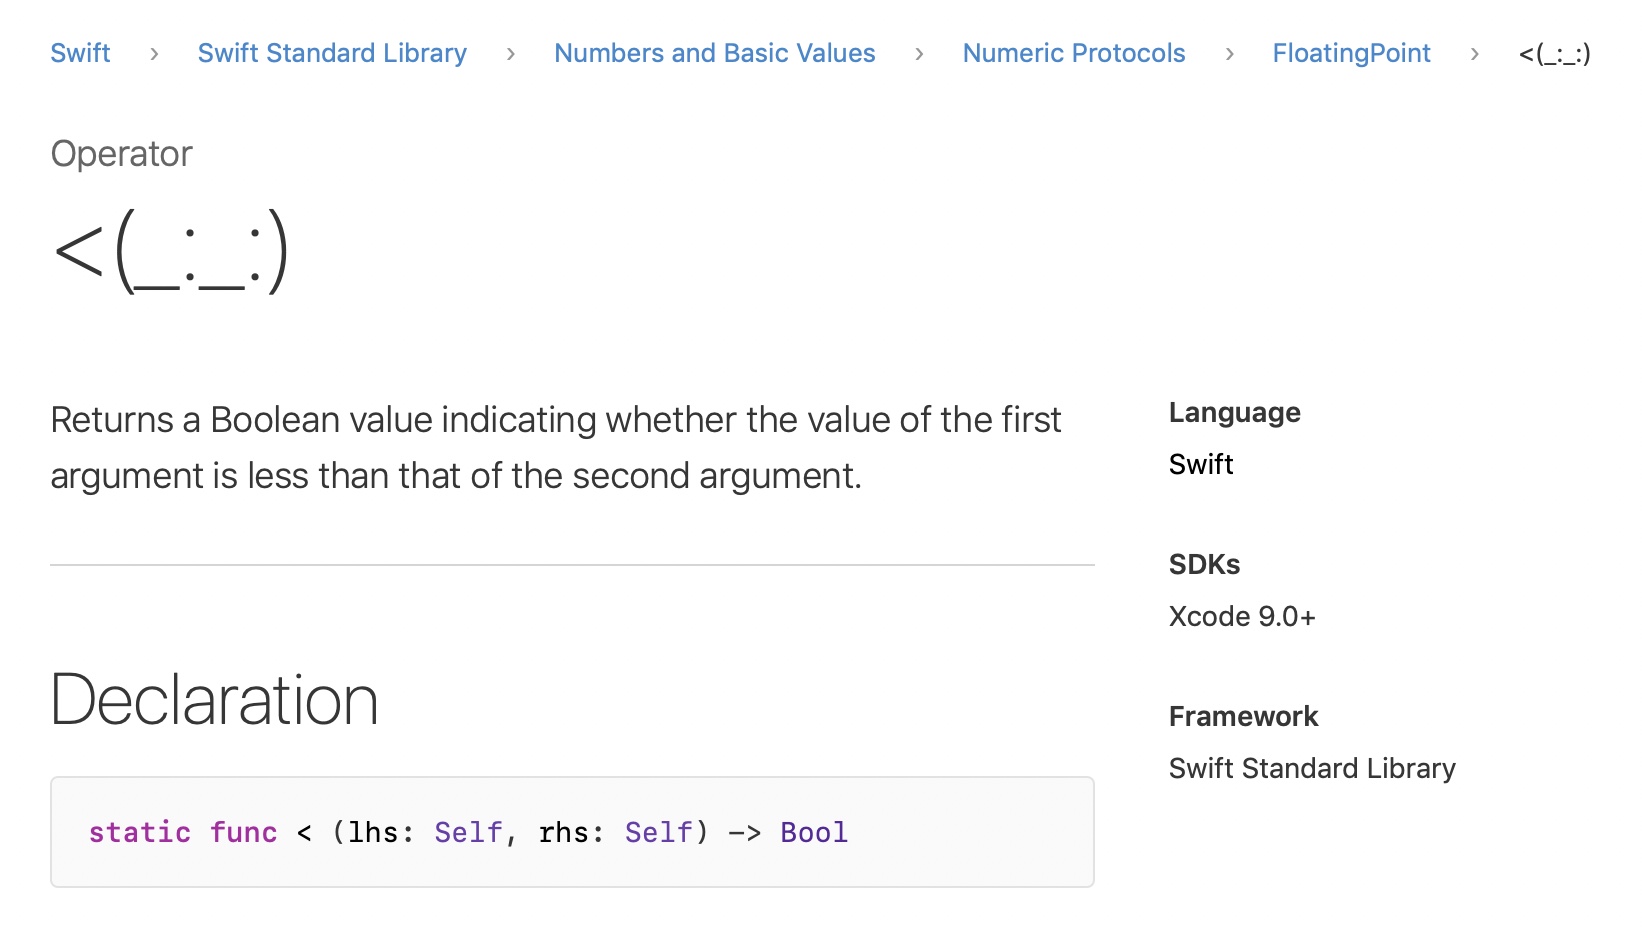 Swift › Swift Standard Library › Numbers and Basic Values › Numeric Protocols › FloatingPoint › <(_:_:)
Operator
<(_:_:)
Returns a Boolean value indicating whether the value of the first
argument is less than that of the second argument.
Language
Swift
SDKs
Xcode 9.0+
Framework
Swift Standard Library
Declaration
static func < (lhs: Self, rhs: Self) -> Bool